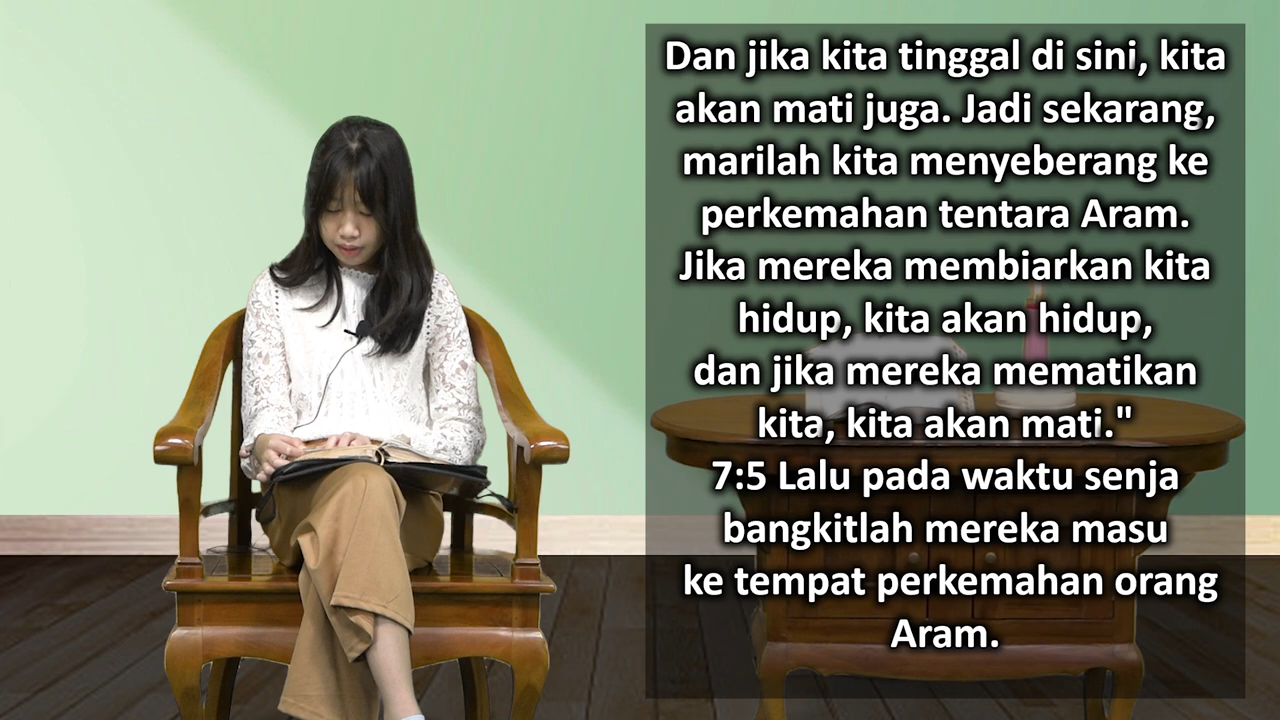 Dan jika kita tinggal di sini, kita
akan mati juga. Jadi sekarang,
marilah kita menyeberang ke
perkemahan tentara Aram.
Jika mereka membiarkan kita
hidup, kita akan hidup,
dan jika mereka mematikan
kita, kita akan mati."
7:5 Lalu pada waktu senja
bangkitlah mereka masu
ke tempat perkemahan orang
Aram.